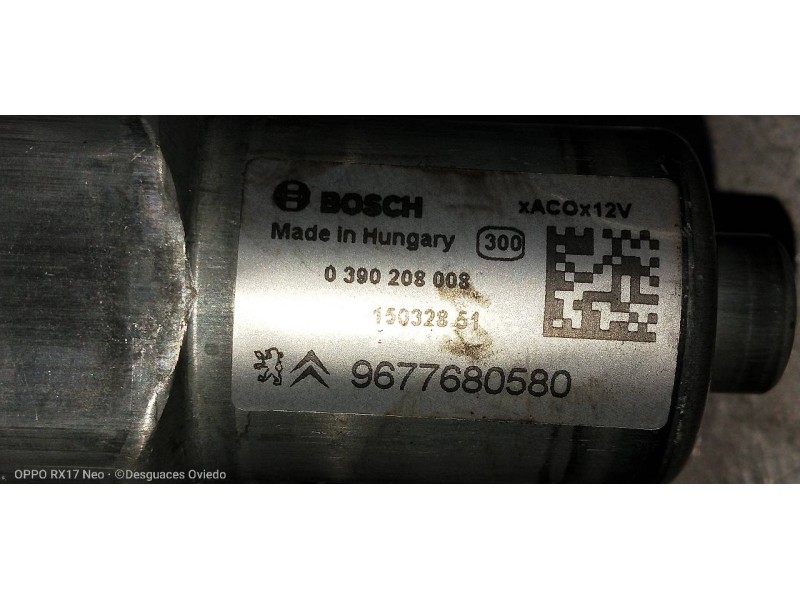 BOSCH xACOx12V
Made in Hungary 300
0 390 208 008
150328 51
9677680580
OPPO RX17 Neo · ©Desguaces Oviedo